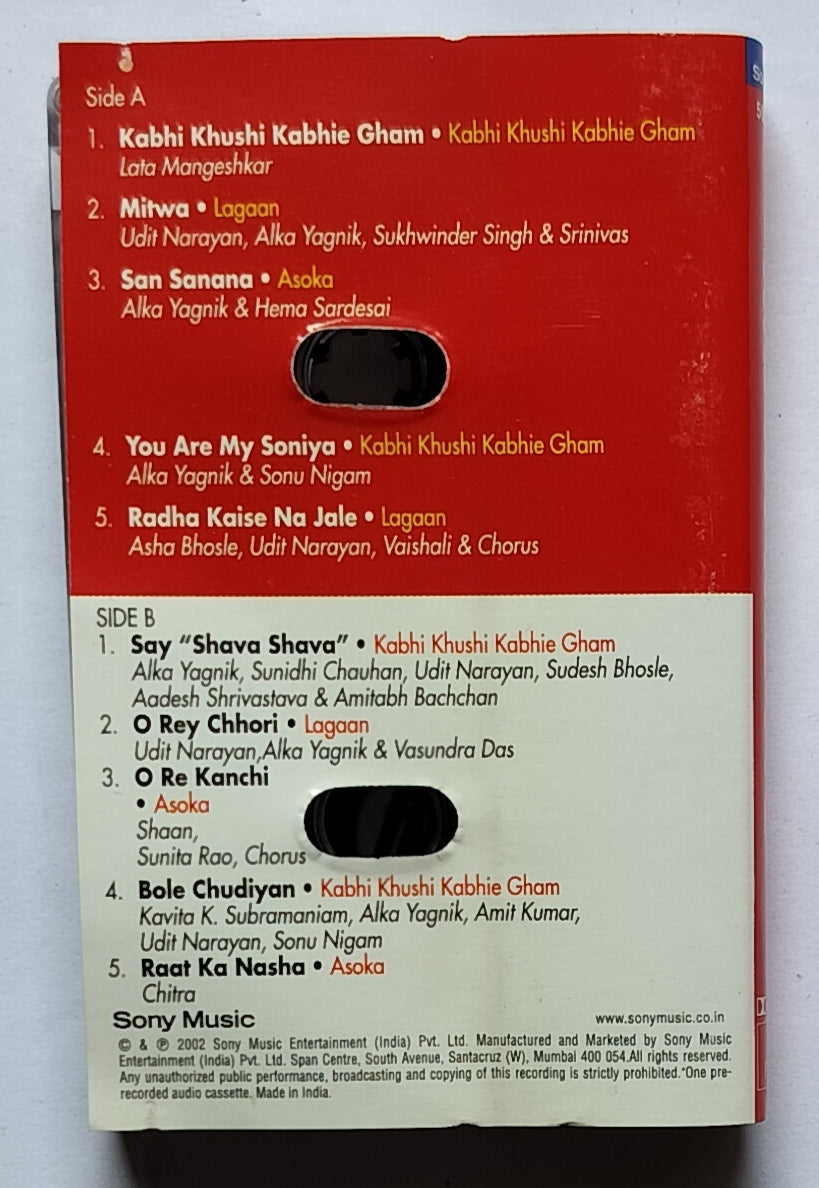 Side A
1. Kabhi Khushi Kabhie Gham • Kabhi Khushi Kabhie Gham
Lata Mangeshkar
2. Mitwa • Lagaan
Udit Narayan, Alka Yagnik, Sukhwinder Singh & Srinivas
3. San Sanana • Asoka
Alka Yagnik & Hema Sardesai
4. You Are My Soniya • Kabhi Khushi Kabhie Gham
Alka Yagnik & Sonu Nigam
5. Radha Kaise Na Jale • Lagaan
Asha Bhosle, Udit Narayan, Vaishali & Chorus
SIDE B
1. Say “Shava Shava” • Kabhi Khushi Kabhie Gham
Alka Yagnik, Sunidhi Chauhan, Udit Narayan, Sudesh Bhosle,
Aadesh Shrivastava & Amitabh Bachchan
2. O Rey Chhori • Lagaan
Udit Narayan,Alka Yagnik & Vasundra Das
3. O Re Kanchi
• Asoka
Shaan,
Sunita Rao, Chorus
4. Bole Chudiyan • Kabhi Khushi Kabhie Gham
Kavita K. Subramaniam, Alka Yagnik, Amit Kumar,
Udit Narayan, Sonu Nigam
5. Raat Ka Nasha • Asoka
Chitra
Sony Music www.sonymusic.co.in
© & ℗ 2002 Sony Music Entertainment (India) Pvt. Ltd. Manufactured and Marketed by Sony Music
Entertainment (India) Pvt. Ltd. Span Centre, South Avenue, Santacruz (W), Mumbai 400 054.All rights reserved.
Any unauthorized public performance, broadcasting and copying of this recording is strictly prohibited.*One pre-
recorded audio cassette. Made in India.